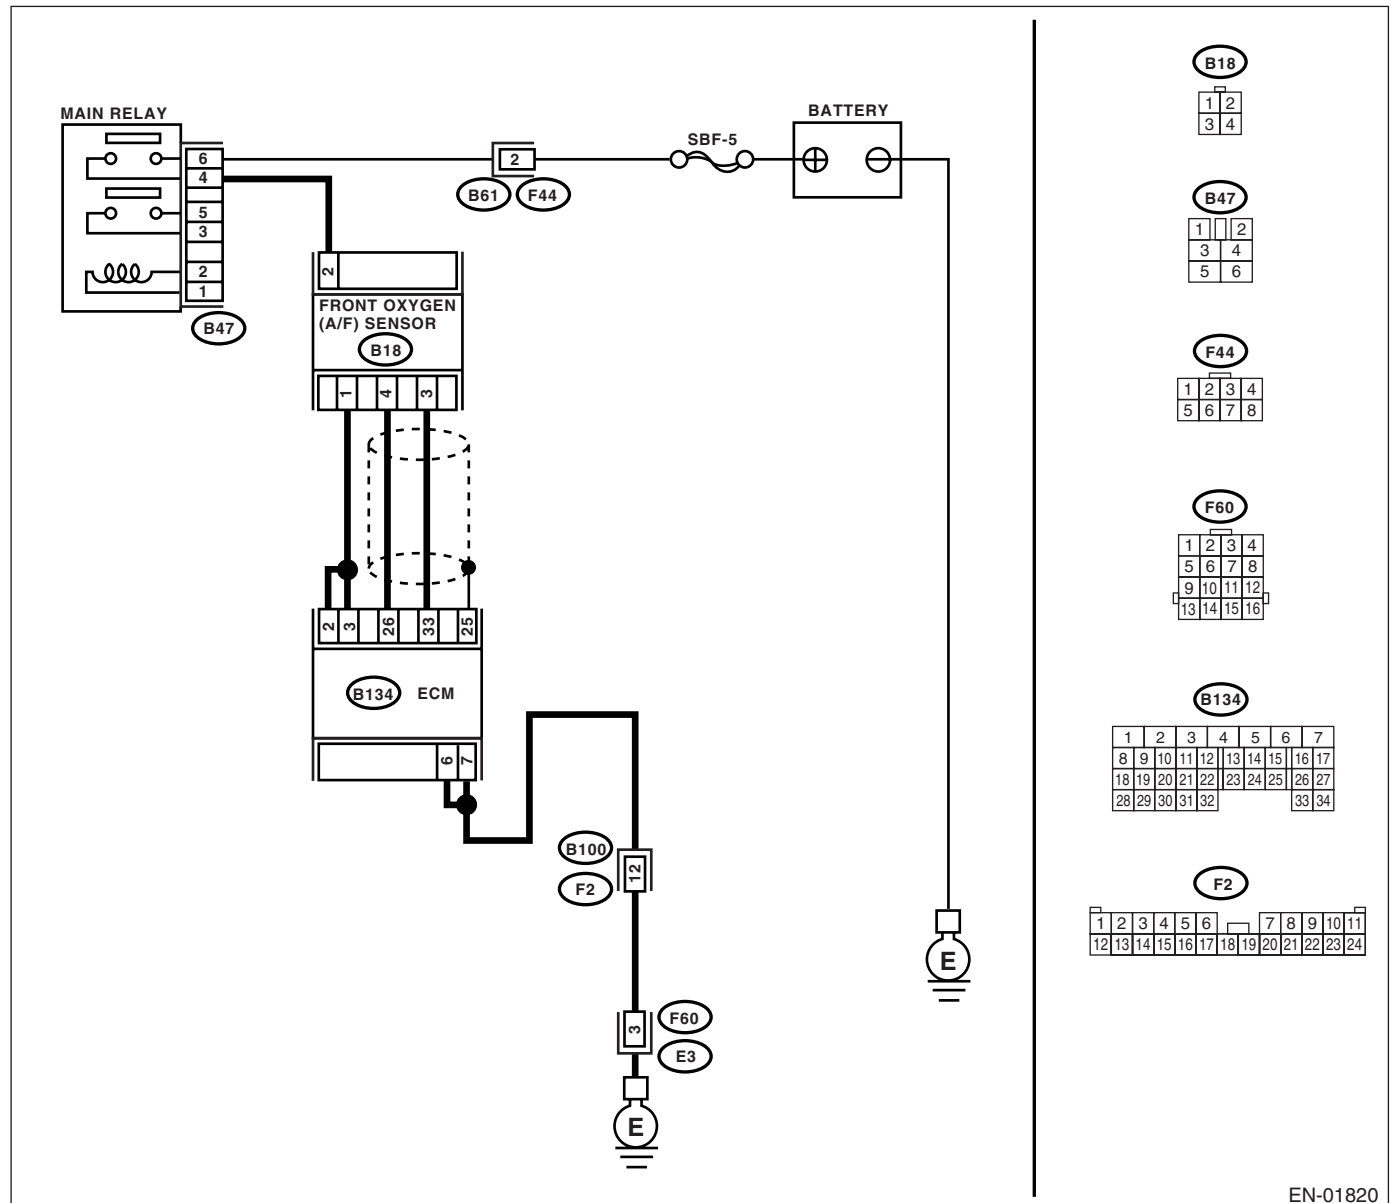 MAIN RELAY
6
4
5
3
2
1
B47
2
B61 F44
SBF-5
BATTERY
2
FRONT OXYGEN
(A/F) SENSOR
B18
1 4 3
2 3 26 33 25
B134 ECM
6 7
B100
12
F2
3
F60
E3
E
E
B18
1 2
3 4
B47
1 2
3 4
5 6
F44
1 2 3 4
5 6 7 8
F60
1 2 3 4
5 6 7 8
9 10 11 12
13 14 15 16
B134
1 2 3 4 5 6 7
8 9 10 11 12 13 14 15 16 17
18 19 20 21 22 23 24 25 26 27
28 29 30 31 32 33 34
F2
1 2 3 4 5 6 7 8 9 10 11
12 13 14 15 16 17 18 19 20 21 22 23 24
EN-01820